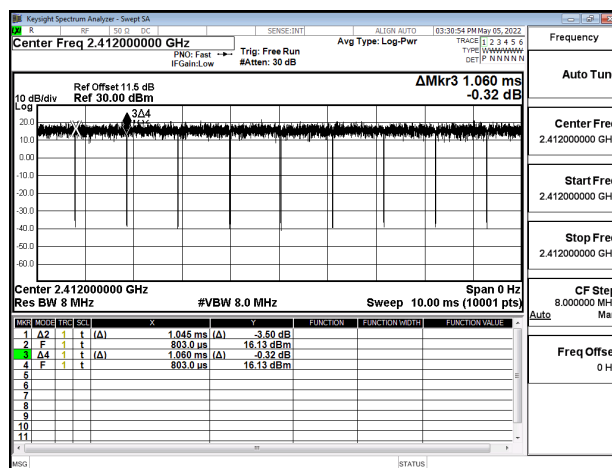 Keysight Spectrum Analyzer - Swept SA
R RF 50 Ω DC SENSE:INT ALIGN AUTO 03:30:54 PM May 05, 2022
Center Freq 2.412000000 GHz
PNO: Fast
IFGain:Low
Trig: Free Run
#Atten: 30 dB
Avg Type: Log-Pwr
TRACE 1 2 3 4 5 6
TYPE WWWWWW
DET P N N N N N
Frequency
Auto Tun
Ref Offset 11.5 dB
10 dB/div Ref 30.00 dBm
Log
ΔMkr3 1.060 ms
-0.32 dB
3Δ4
20.0
10.0
0.00
-10.0
-20.0
-30.0
-40.0
-50.0
-60.0
Center 2.412000000 GHz Span 0 Hz
Res BW 8 MHz #VBW 8.0 MHz Sweep 10.00 ms (10001 pts)
Center Fre
2.412000000 GH
Start Fre
2.412000000 GH
Stop Fre
2.412000000 GH
CF Step
8.000000 MH
Auto Ma
Freq Offse
0 H
MKR MODE TRC SCL X Y FUNCTION FUNCTION WIDTH FUNCTION VALUE
1 Δ2 1 t (Δ) 1.045 ms (Δ) -3.50 dB
2 F 1 t 803.0 µs 16.13 dBm
3 Δ4 1 t (Δ) 1.060 ms (Δ) -0.32 dB
4 F 1 t 803.0 µs 16.13 dBm
5
6
7
8
9
10
11
MSG STATUS